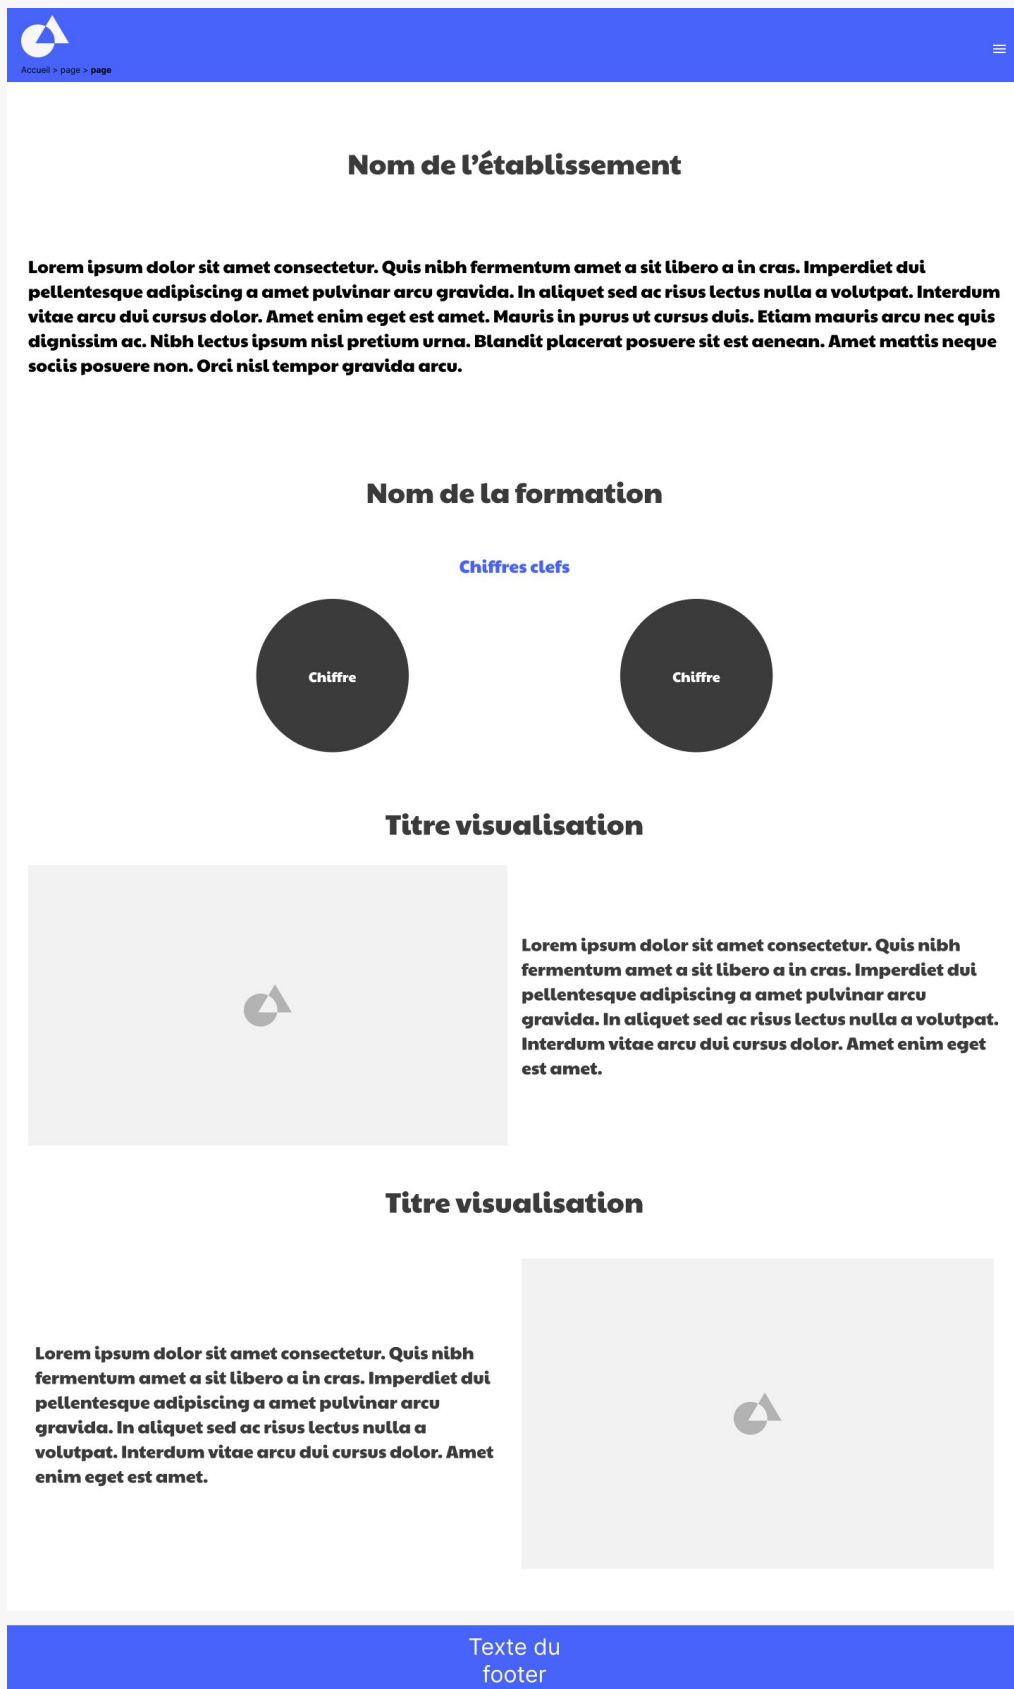 Accueil > page > page
Nom de l’établissement
Lorem ipsum dolor sit amet consectetur. Quis nibh fermentum amet a sit libero a in cras. Imperdiet dui
pellentesque adipiscing a amet pulvinar arcu gravida. In aliquet sed ac risus lectus nulla a volutpat. Interdum
vitae arcu dui cursus dolor. Amet enim eget est amet. Mauris in purus ut cursus duis. Etiam mauris arcu nec quis
dignissim ac. Nibh lectus ipsum nisl pretium urna. Blandit placerat posuere sit est aenean. Amet mattis neque
sociis posuere non. Orci nisl tempor gravida arcu.
Nom de la formation
Chiffres clefs
Chiffre
Chiffre
Titre visualisation
Lorem ipsum dolor sit amet consectetur. Quis nibh
fermentum amet a sit libero a in cras. Imperdiet dui
pellentesque adipiscing a amet pulvinar arcu
gravida. In aliquet sed ac risus lectus nulla a volutpat.
Interdum vitae arcu dui cursus dolor. Amet enim eget
est amet.
Titre visualisation
Lorem ipsum dolor sit amet consectetur. Quis nibh
fermentum amet a sit libero a in cras. Imperdiet dui
pellentesque adipiscing a amet pulvinar arcu
gravida. In aliquet sed ac risus lectus nulla a
volutpat. Interdum vitae arcu dui cursus dolor. Amet
enim eget est amet.
Texte du
footer